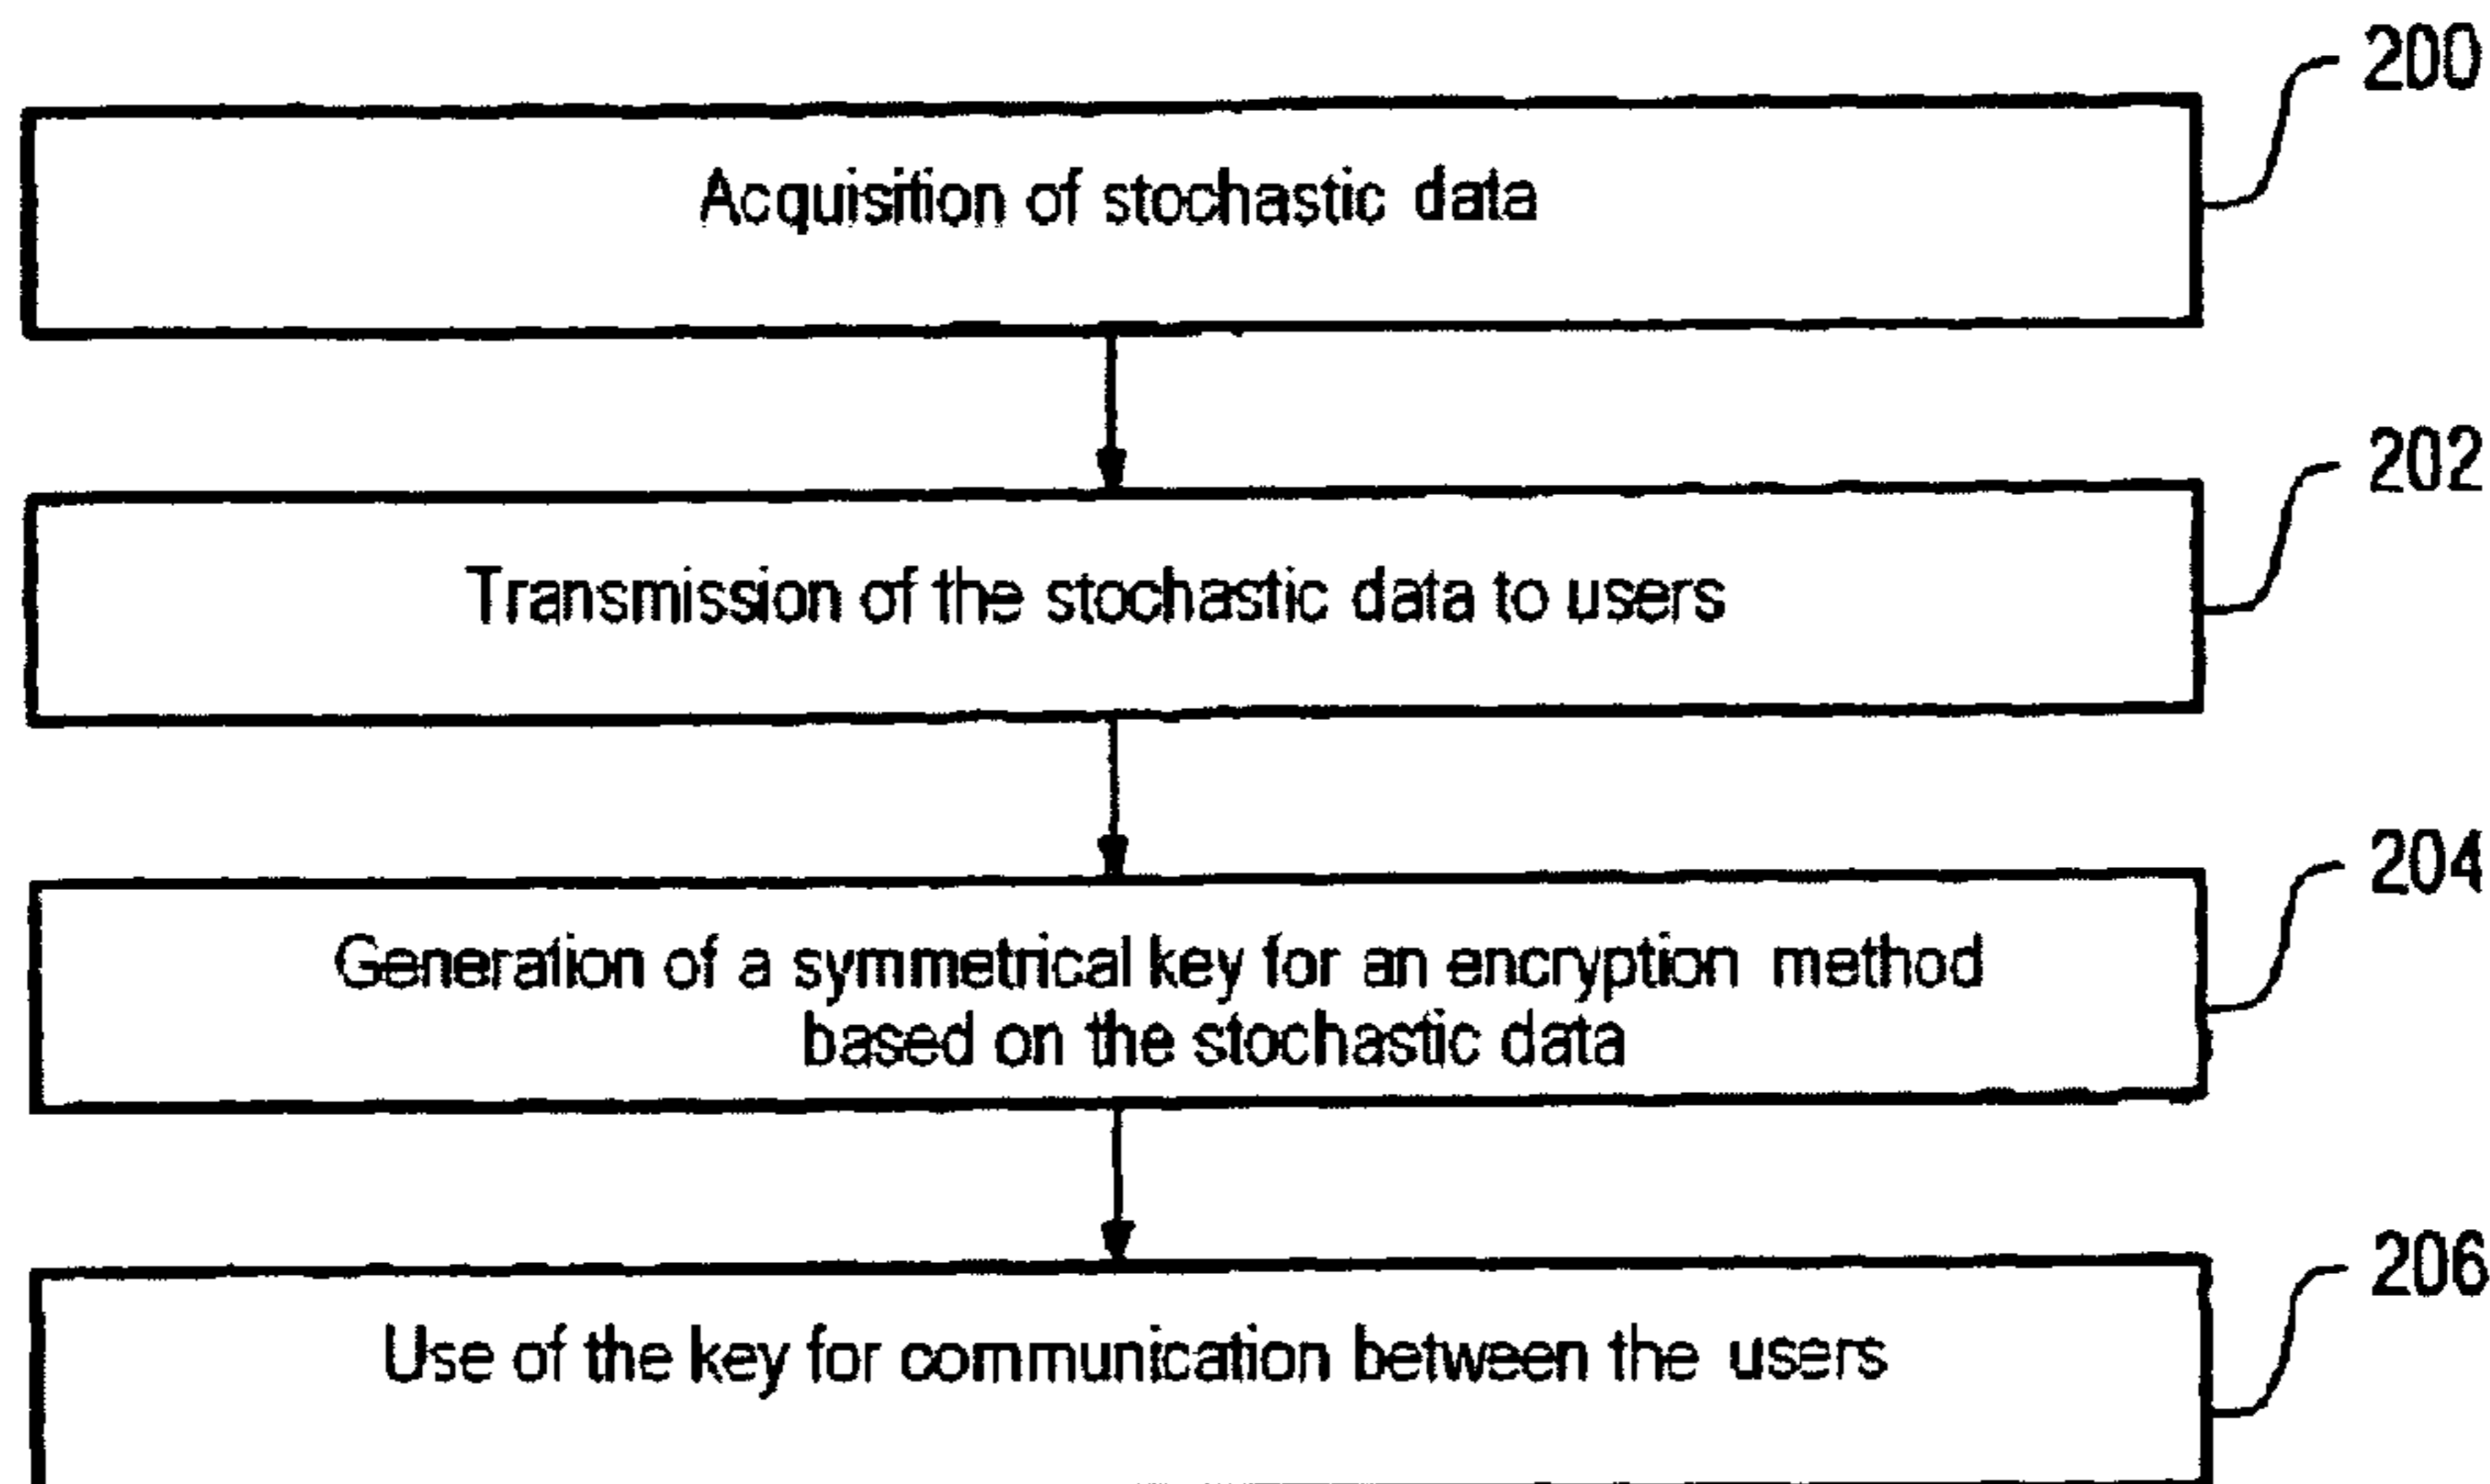 200
Acquisition of stochastic data
202
Transmission of the stochastic data to users
204
Generation of a symmetrical key for an encryption method
based on the stochastic data
206
Use of the key for communication between the users